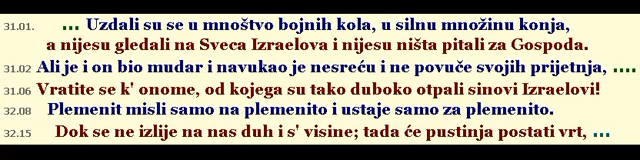 31.01. ... Uzdali su se u mnoštvo bojnih kola, u silnu množinu konja,
a nijesu gledali na Sveca Izraelova i nijesu ništa pitali za Gospoda.
31.02 Ali je i on bio mudar i navukao je nesreću i ne povuče svojih prijetnja, ....
31.06 Vratite se k' onome, od kojega su tako duboko otpali sinovi Izraelovi!
32.08 Plemenit misli samo na plemenito i ustaje samo za plemenito.
32.15 Dok se ne izlije na nas duh i s' visine; tada će pustinja postati vrt, ...